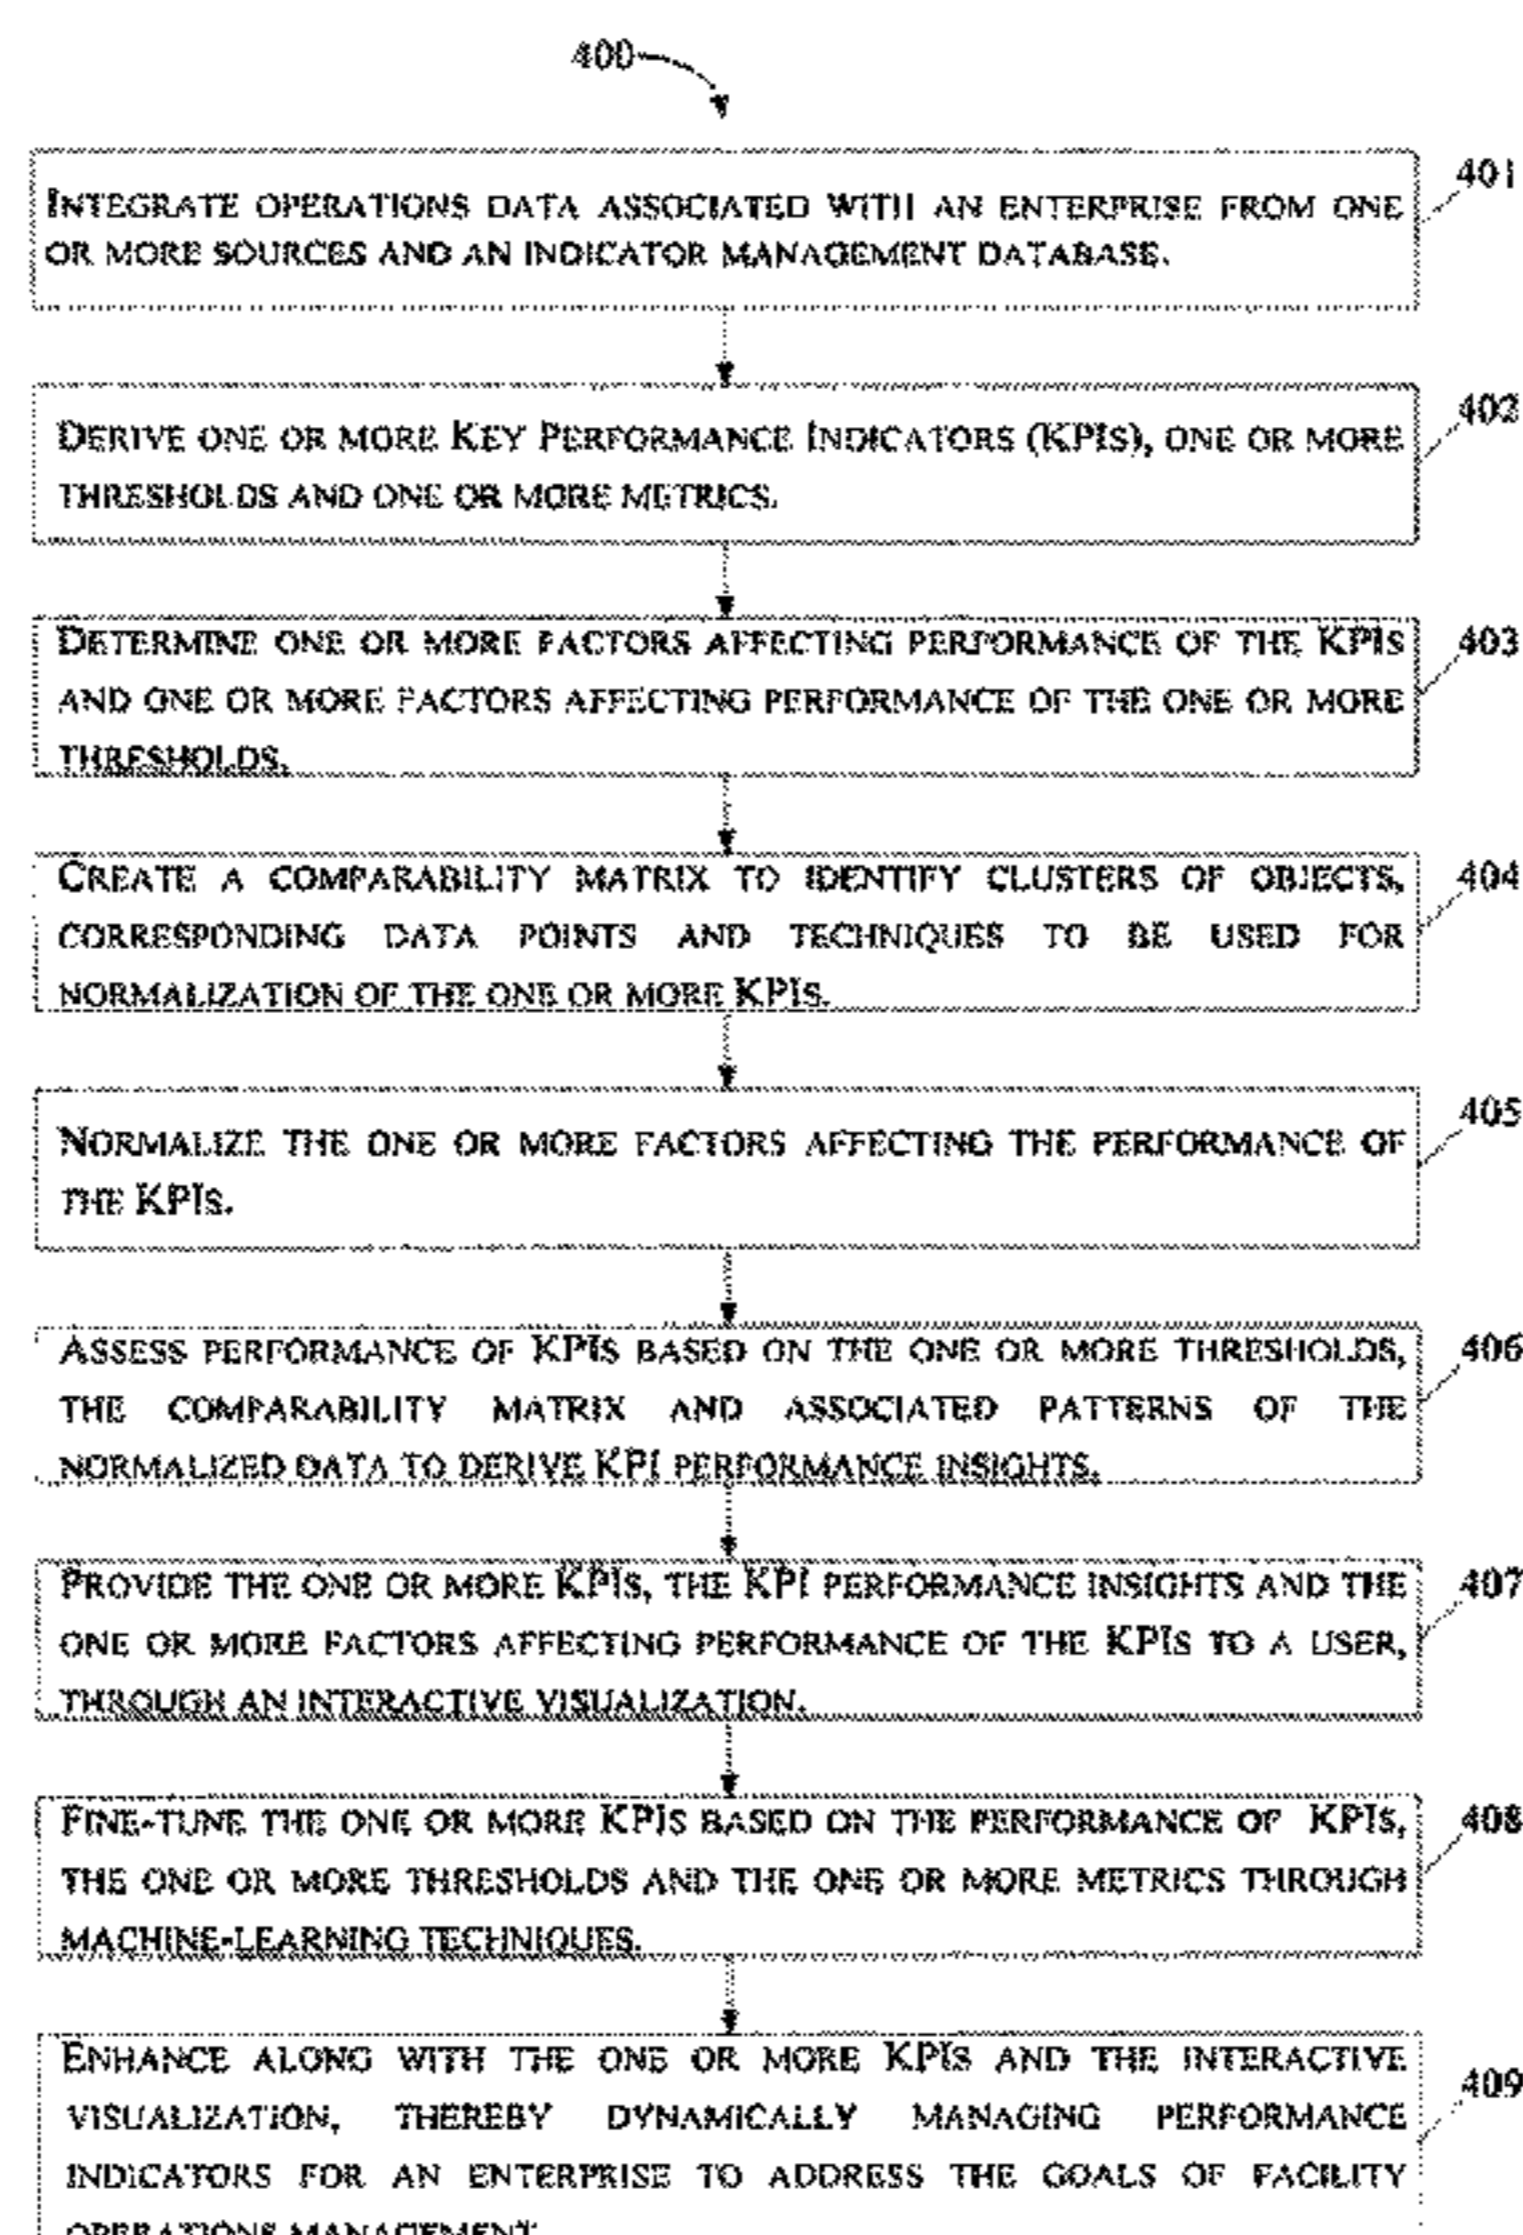 400
INTEGRATE OPERATIONS DATA ASSOCIATED WITH AN ENTERPRISE FROM ONE
OR MORE SOURCES AND AN INDICATOR MANAGEMENT DATABASE.
401
DERIVE ONE OR MORE KEY PERFORMANCE INDICATORS (KPIS), ONE OR MORE
THRESHOLDS AND ONE OR MORE METRICS.
402
DETERMINE ONE OR MORE FACTORS AFFECTING PERFORMANCE OF THE KPIS
AND ONE OR MORE FACTORS AFFECTING PERFORMANCE OF THE ONE OR MORE
THRESHOLDS.
403
CREATE A COMPARABILITY MATRIX TO IDENTIFY CLUSTERS OF OBJECTS,
CORRESPONDING DATA POINTS AND TECHNIQUES TO BE USED FOR
NORMALIZATION OF THE ONE OR MORE KPIS.
404
NORMALIZE THE ONE OR MORE FACTORS AFFECTING THE PERFORMANCE OF
THE KPIS.
405
ASSESS PERFORMANCE OF KPIS BASED ON THE ONE OR MORE THRESHOLDS,
THE COMPARABILITY MATRIX AND ASSOCIATED PATTERNS OF THE
NORMALIZED DATA TO DERIVE KPI PERFORMANCE INSIGHTS.
406
PROVIDE THE ONE OR MORE KPIS, THE KPI PERFORMANCE INSIGHTS AND THE
ONE OR MORE FACTORS AFFECTING PERFORMANCE OF THE KPIS TO A USER,
THROUGH AN INTERACTIVE VISUALIZATION.
407
FINE-TUNE THE ONE OR MORE KPIS BASED ON THE PERFORMANCE OF KPIS,
THE ONE OR MORE THRESHOLDS AND THE ONE OR MORE METRICS THROUGH
MACHINE-LEARNING TECHNIQUES.
408
ENHANCE ALONG WITH THE ONE OR MORE KPIS AND THE INTERACTIVE
VISUALIZATION, THEREBY DYNAMICALLY MANAGING PERFORMANCE
INDICATORS FOR AN ENTERPRISE TO ADDRESS THE GOALS OF FACILITY
OPERATIONS MANAGEMENT
409